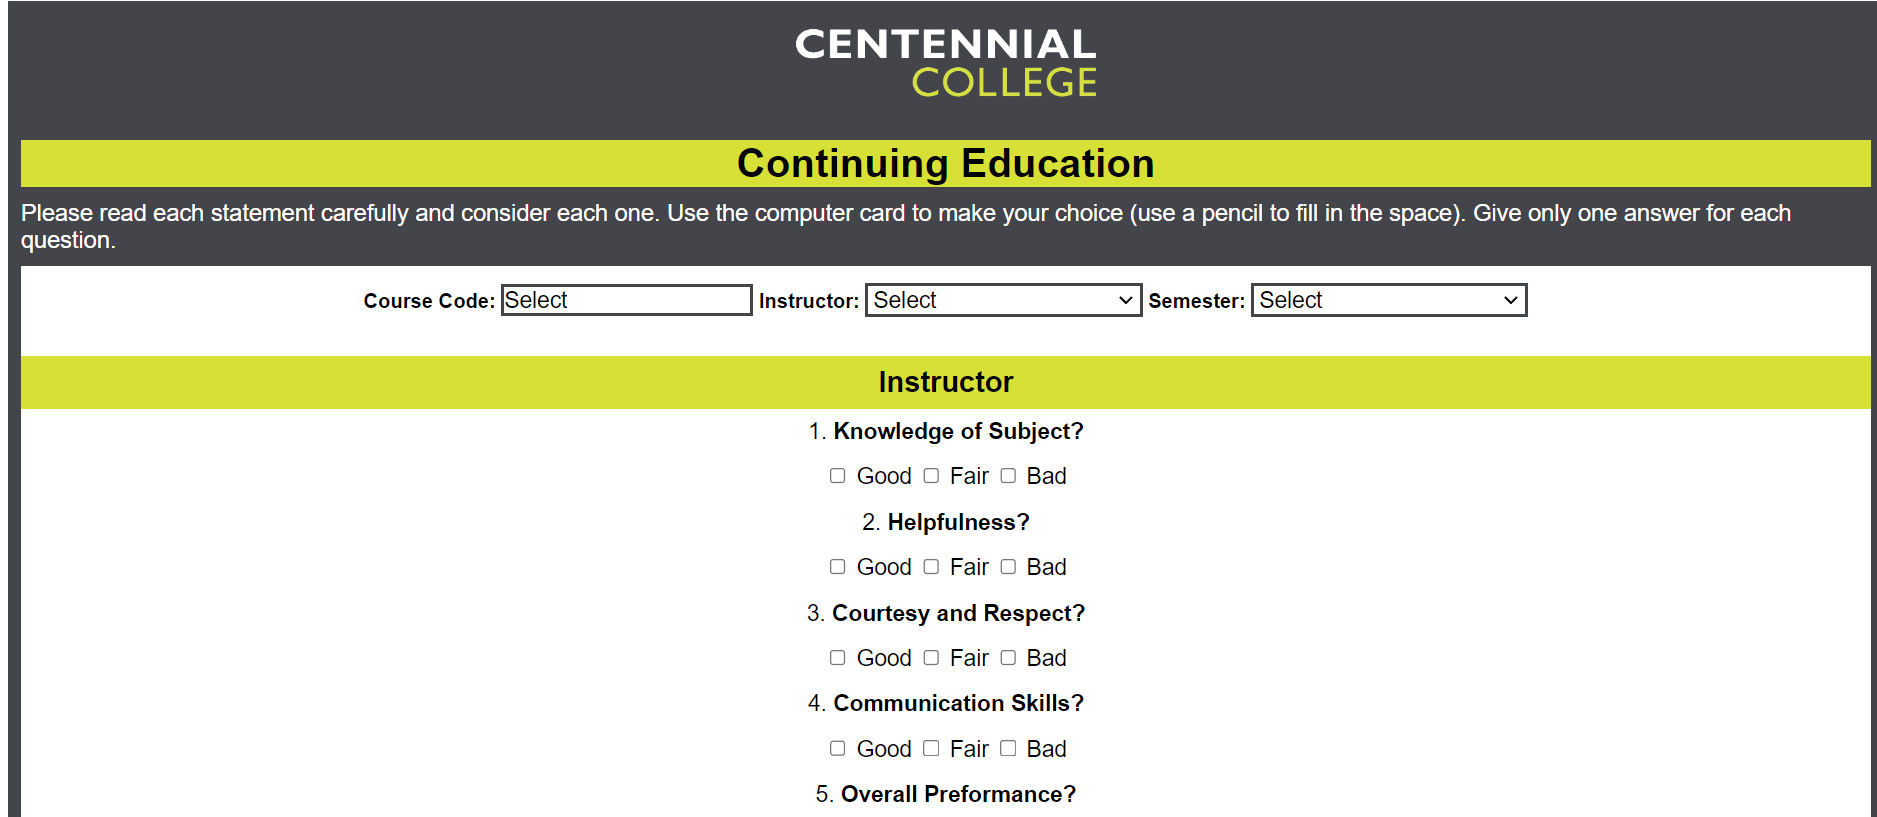 CENTENNIAL
COLLEGE
Continuing Education
Please read each statement carefully and consider each one. Use the computer card to make your choice (use a pencil to fill in the space). Give only one answer for each
question.
Course Code: Select Instructor: Select Semester: Select
Instructor
1. Knowledge of Subject?
Good Fair Bad
2. Helpfulness?
Good Fair Bad
3. Courtesy and Respect?
Good Fair Bad
4. Communication Skills?
Good Fair Bad
5. Overall Preformance?